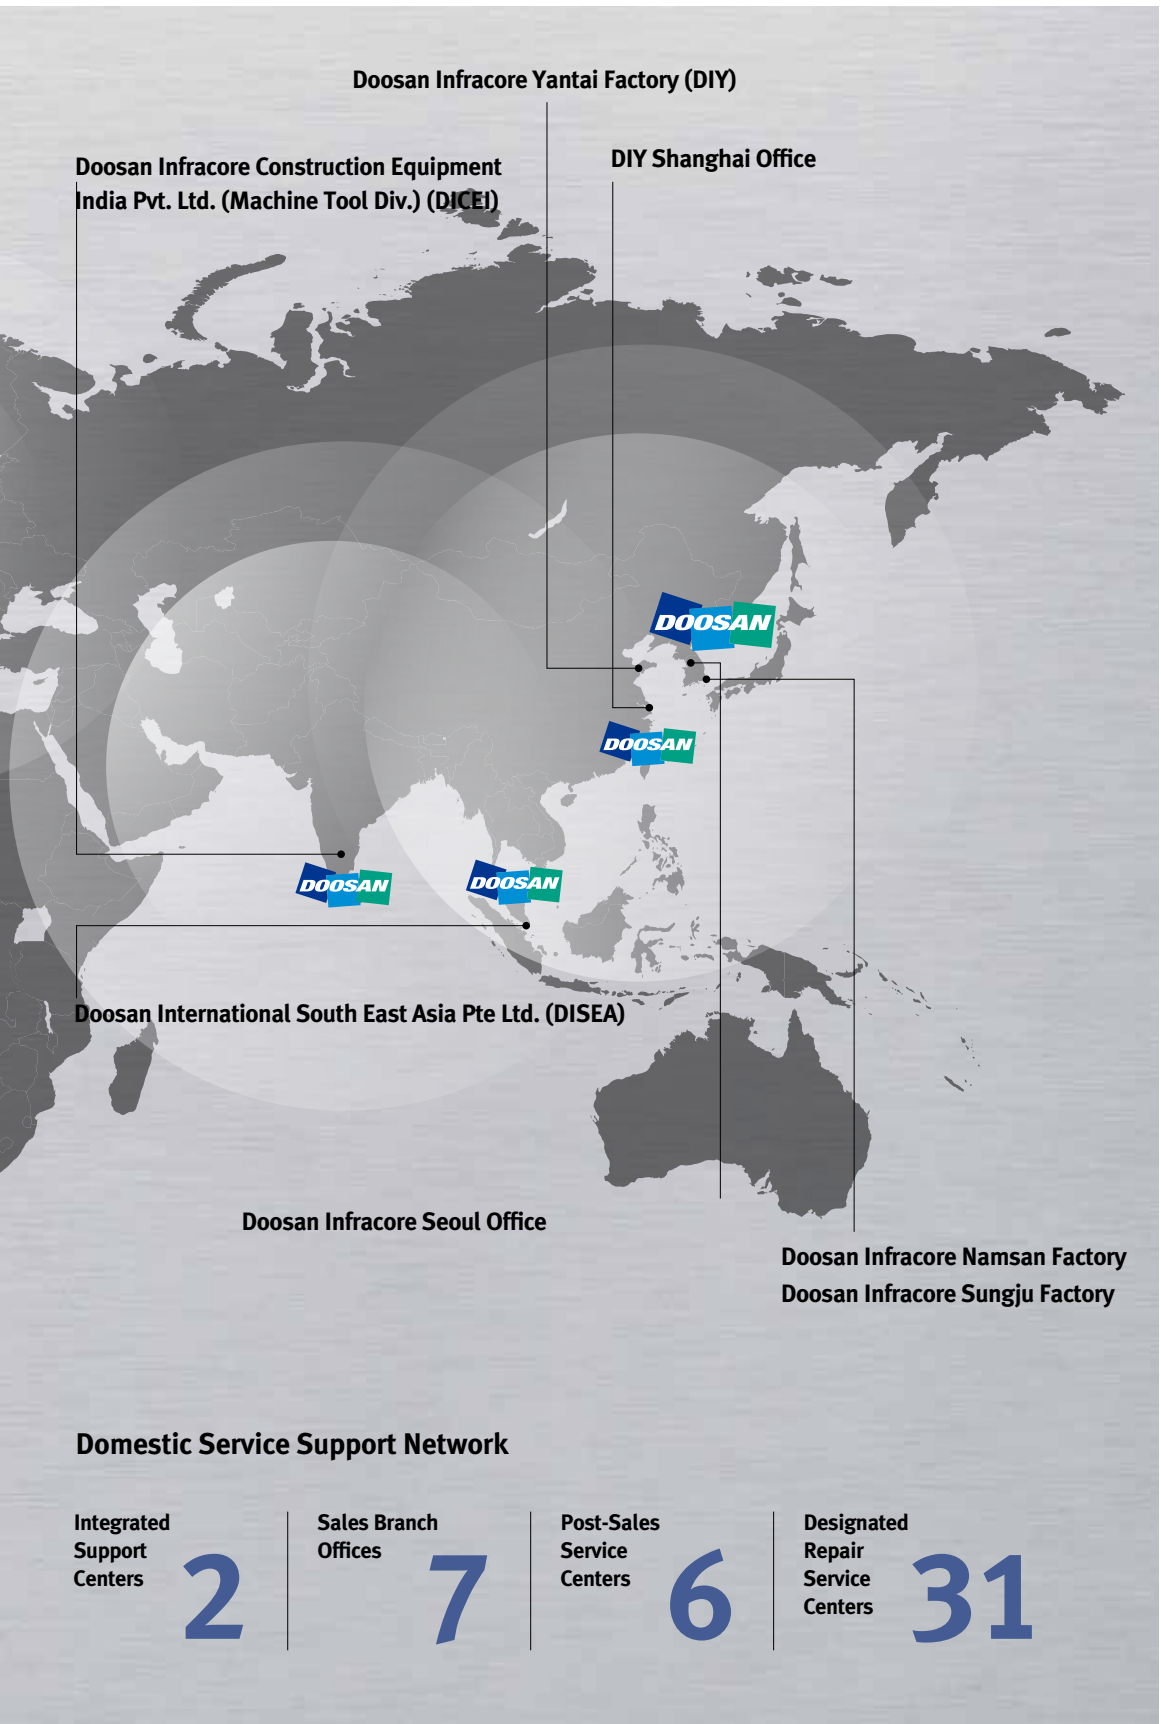 Doosan Infracore Yantai Factory (DIY)
DIY Shanghai Office
Doosan Infracore Construction Equipment
India Pvt. Ltd. (Machine Tool Div.) (DICEI)
DOOSAN
DOOSAN
DOOSAN
DOOSAN
Doosan International South East Asia Pte Ltd. (DISEA)
Doosan Infracore Seoul Office
Doosan Infracore Namsan Factory
Doosan Infracore Sungju Factory
Domestic Service Support Network
Integrated
Support
Centers
2
Sales Branch
Offices
7
Post-Sales
Service
Centers
6
Designated
Repair
Service
Centers
31